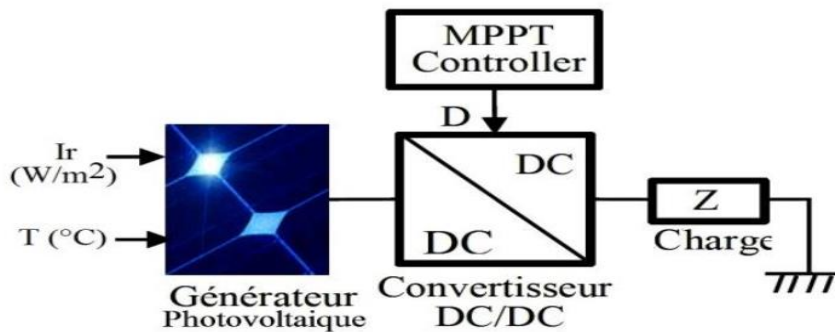 MPPT
Controller
D
Ir
(W/m²)
T (°C)
DC
DC
Z
Charge
Générateur
Photovoltaique
Convertisseur
DC/DC